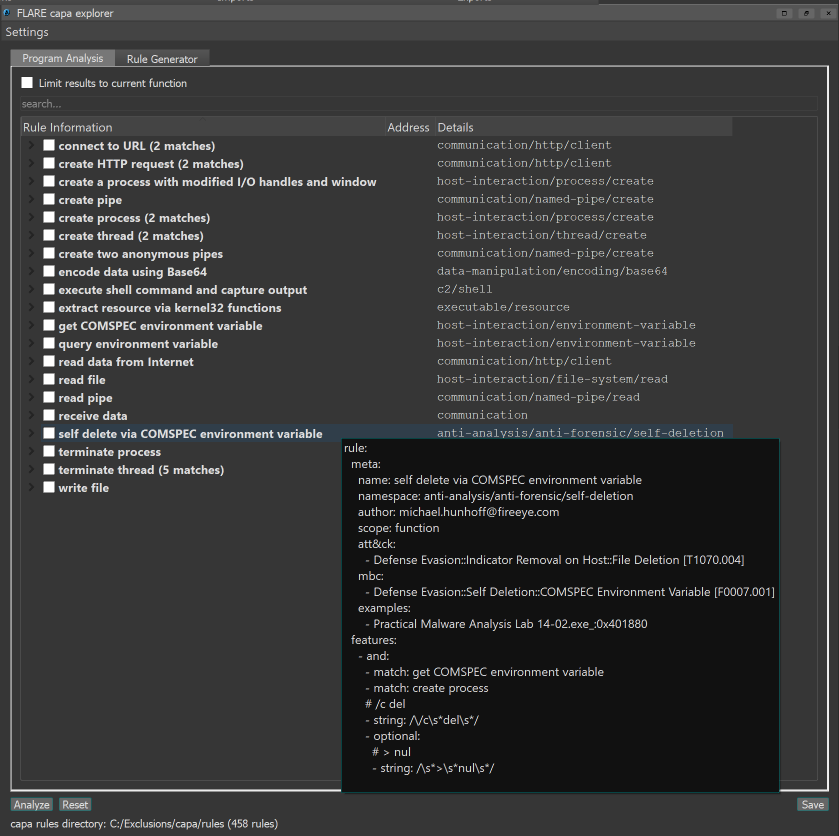 FLARE capa explorer
Settings
Program Analysis Rule Generator
Limit results to current function
search...
Rule Information Address Details
connect to URL (2 matches) communication/http/client
create HTTP request (2 matches) communication/http/client
create a process with modified I/O handles and window host-interaction/process/create
create pipe communication/named-pipe/create
create process (2 matches) host-interaction/process/create
create thread (2 matches) host-interaction/thread/create
create two anonymous pipes communication/named-pipe/create
encode data using Base64 data-manipulation/encoding/base64
execute shell command and capture output c2/shell
extract resource via kernel32 functions executable/resource
get COMSPEC environment variable host-interaction/environment-variable
query environment variable host-interaction/environment-variable
read data from Internet communication/http/client
read file host-interaction/file-system/read
read pipe communication/named-pipe/read
receive data communication
self delete via COMSPEC environment variable anti-analysis/anti-forensic/self-deletion
terminate process
terminate thread (5 matches)
write file
rule:
meta:
name: self delete via COMSPEC environment variable
namespace: anti-analysis/anti-forensic/self-deletion
author: michael.hunhoff@fireeye.com
scope: function
att&ck:
- Defense Evasion::Indicator Removal on Host::File Deletion [T1070.004]
mbc:
- Defense Evasion::Self Deletion::COMSPEC Environment Variable [F0007.001]
examples:
- Practical Malware Analysis Lab 14-02.exe_:0x401880
features:
- and:
- match: get COMSPEC environment variable
- match: create process
# /c del
- string: /\/c\s*del\s*/
- optional:
# > nul
- string: /\s*>\s*nul\s*/
Analyze Reset Save
capa rules directory: C:/Exclusions/capa/rules (458 rules)